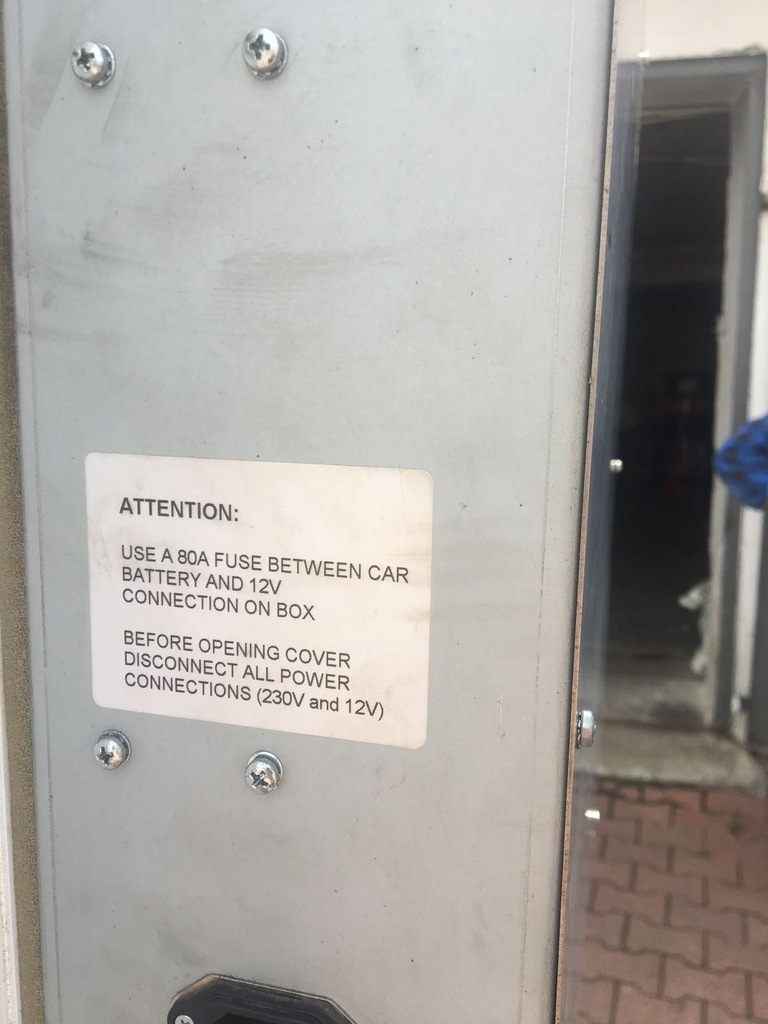 ATTENTION:
USE A 80A FUSE BETWEEN CAR
BATTERY AND 12V
CONNECTION ON BOX
BEFORE OPENING COVER
DISCONNECT ALL POWER
CONNECTIONS (230V and 12V)